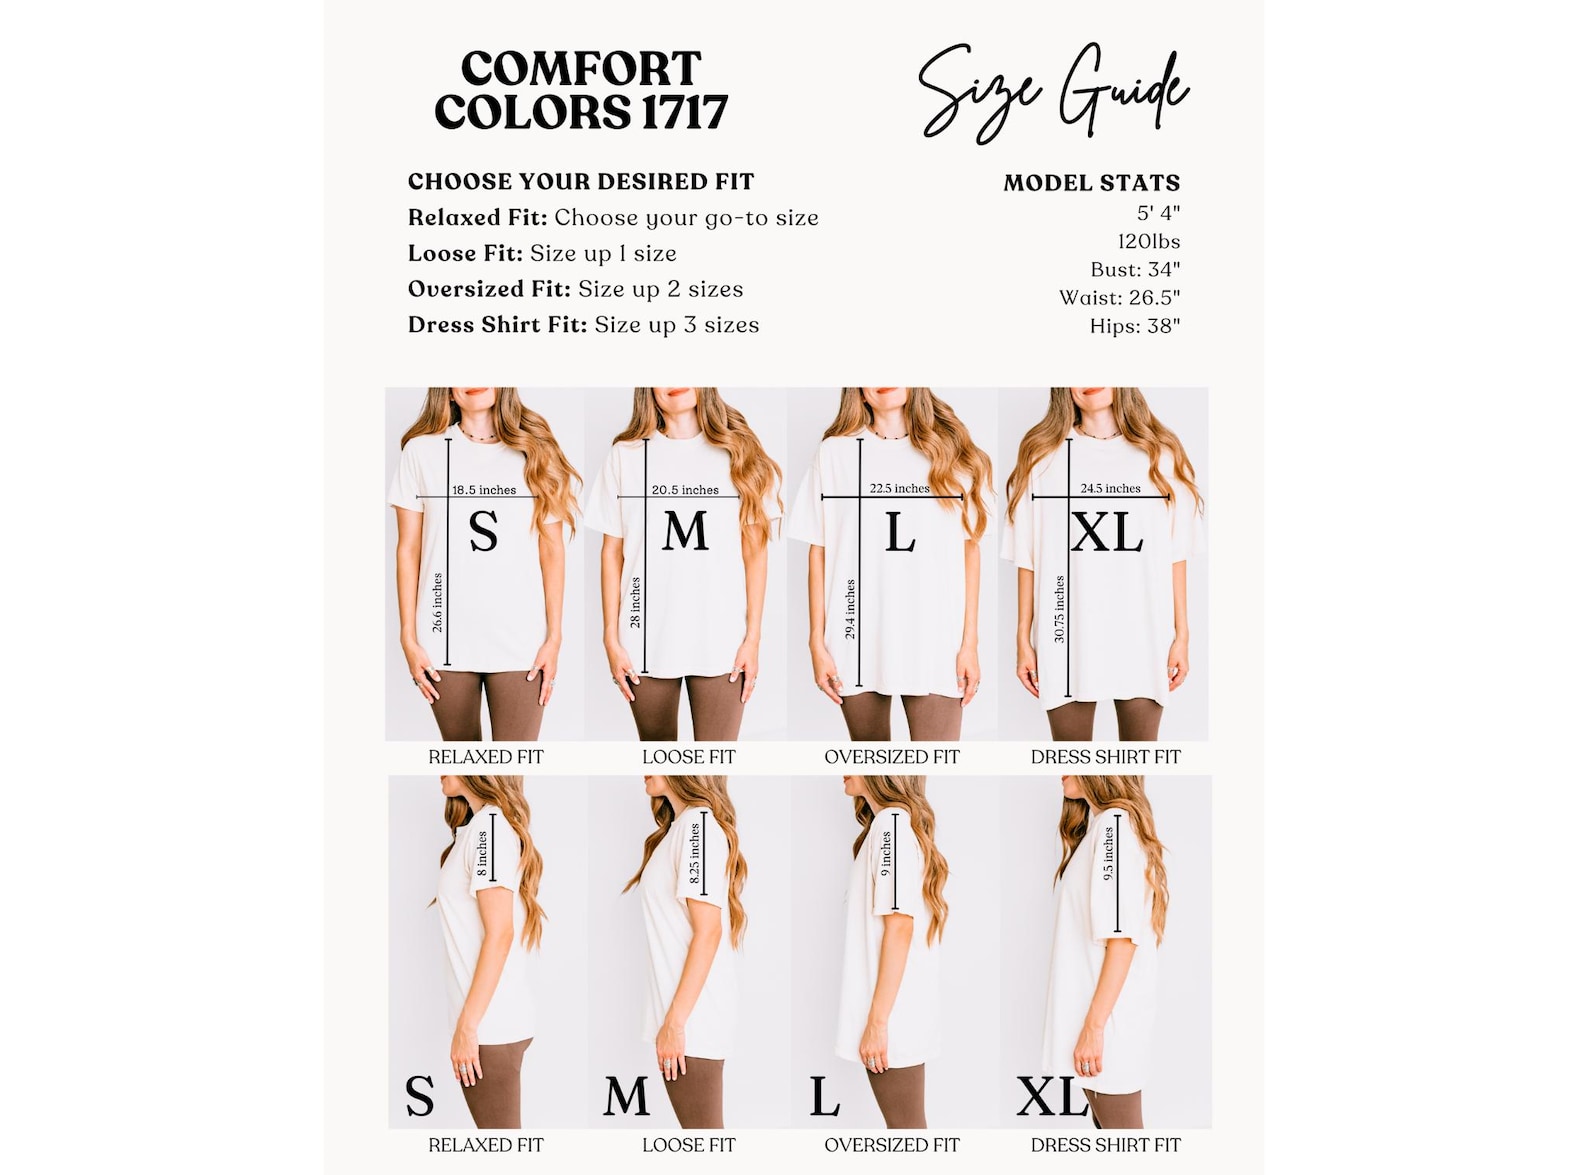 COMFORT
COLORS 1717
Size Guide
CHOOSE YOUR DESIRED FIT
Relaxed Fit: Choose your go-to size
Loose Fit: Size up 1 size
Oversized Fit: Size up 2 sizes
Dress Shirt Fit: Size up 3 sizes
MODEL STATS
5' 4"
120lbs
Bust: 34"
Waist: 26.5"
Hips: 38"
18.5 inches
S
26.6 inches
20.5 inches
M
28 inches
22.5 inches
L
29.4 inches
24.5 inches
XL
30.75 inches
RELAXED FIT
LOOSE FIT
OVERSIZED FIT
DRESS SHIRT FIT
8 inches
S
8.25 inches
M
9 inches
L
9.5 inches
XL
RELAXED FIT
LOOSE FIT
OVERSIZED FIT
DRESS SHIRT FIT